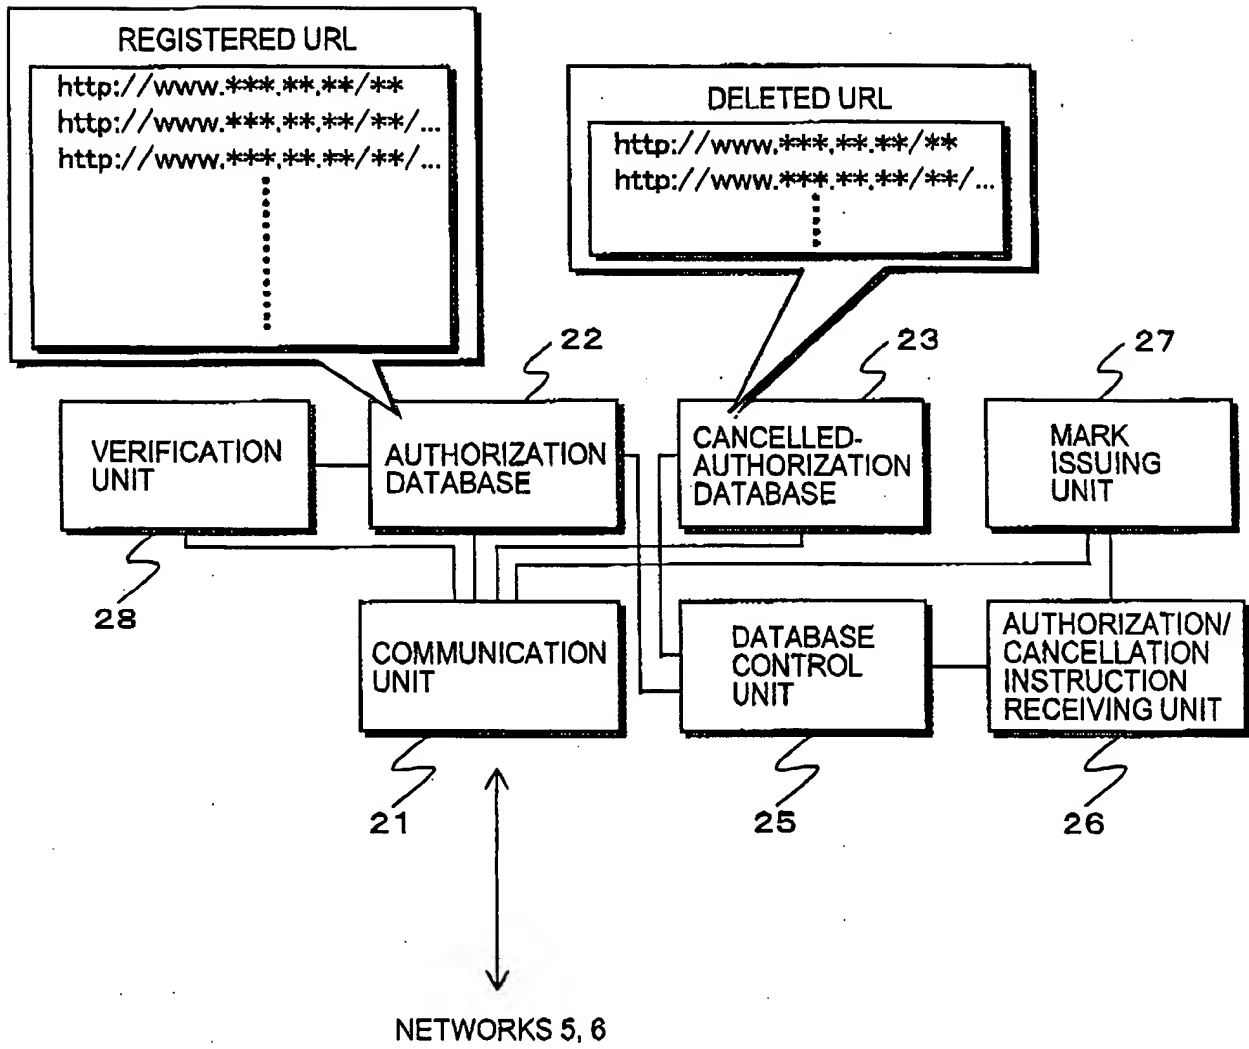 REGISTERED URL
http://www.***.**.**/**
http://www.***.**.**/**/...
http://www.***.**.**/**/...
DELETED URL
http://www.***.**.**/**
http://www.***.**.**/**/...
22
23
27
VERIFICATION
UNIT
AUTHORIZATION
DATABASE
CANCELLED-
AUTHORIZATION
DATABASE
MARK
ISSUING
UNIT
28
COMMUNICATION
UNIT
DATABASE
CONTROL
UNIT
AUTHORIZATION/
CANCELLATION
INSTRUCTION
RECEIVING UNIT
21
25
26
NETWORKS 5, 6